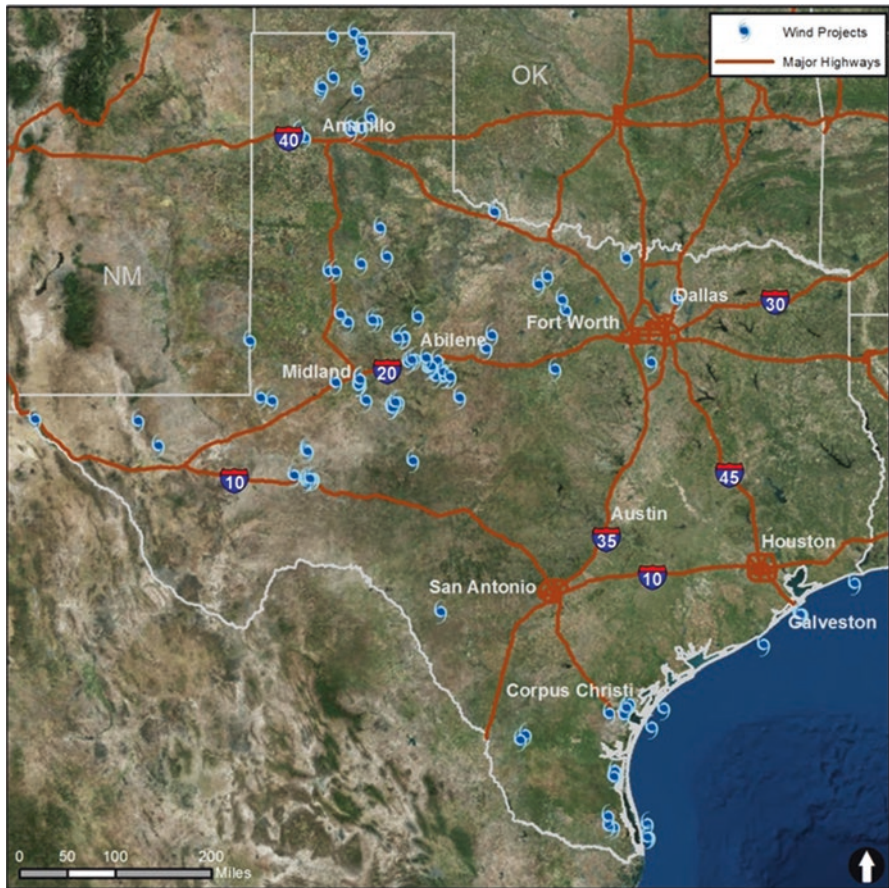 Wind Projects
Major Highways
OK
Amarillo
40
NM
Dallas
30
Fort Worth
Abilene
Midland
20
10
45
Austin
35
Houston
San Antonio
10
Galveston
Corpus Christi
0 50 100 200
Miles